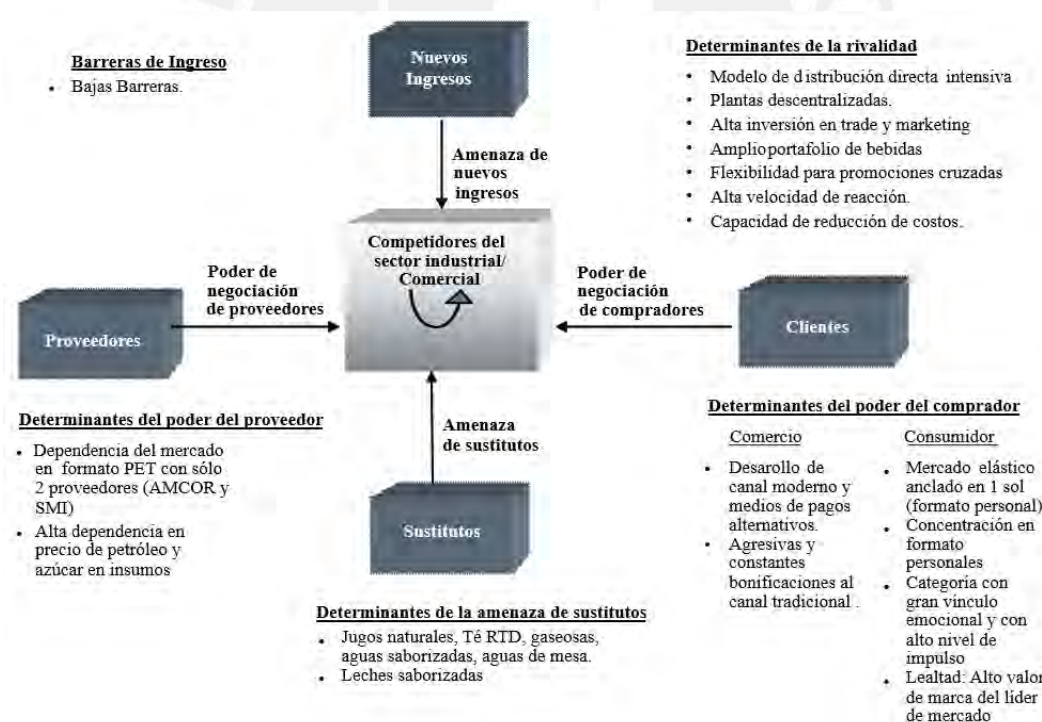 Barreras de Ingreso
• Bajas Barreras.
Nuevos
Ingresos
Determinantes de la rivalidad
• Modelo de distribución directa intensiva
• Plantas descentralizadas.
• Alta inversión en trade y marketing
• Amplio portafolio de bebidas
• Flexibilidad para promociones cruzadas
• Alta velocidad de reacción.
• Capacidad de reducción de costos.
Amenaza de
nuevos
ingresos
Competidores del
sector industrial/
Comercial
Poder de
negociación
de proveedores
Poder de
negociación
de compradores
Proveedores
Clientes
Determinantes del poder del proveedor
• Dependencia del mercado
en formato PET con sólo
2 proveedores (AMCOR y
SMI)
• Alta dependencia en
precio de petróleo y
azúcar en insumos
Amenaza
de sustitutos
Sustitutos
Determinantes de la amenaza de sustitutos
• Jugos naturales, Té RTD, gaseosas,
aguas saborizadas, aguas de mesa.
• Leches saborizadas
Determinantes del poder del comprador
Comercio
• Desarollo de
canal moderno y
medios de pagos
alternativos.
• Agresivas y
constantes
bonificaciones al
canal tradicional .
Consumidor
• Mercado elástico
anclado en 1 sol
(formato personal)
• Concentración en
formato
personales
• Categoría con
gran vínculo
emocional y con
alto nivel de
impulso
• Lealtad: Alto valor
de marca del líder
de mercado